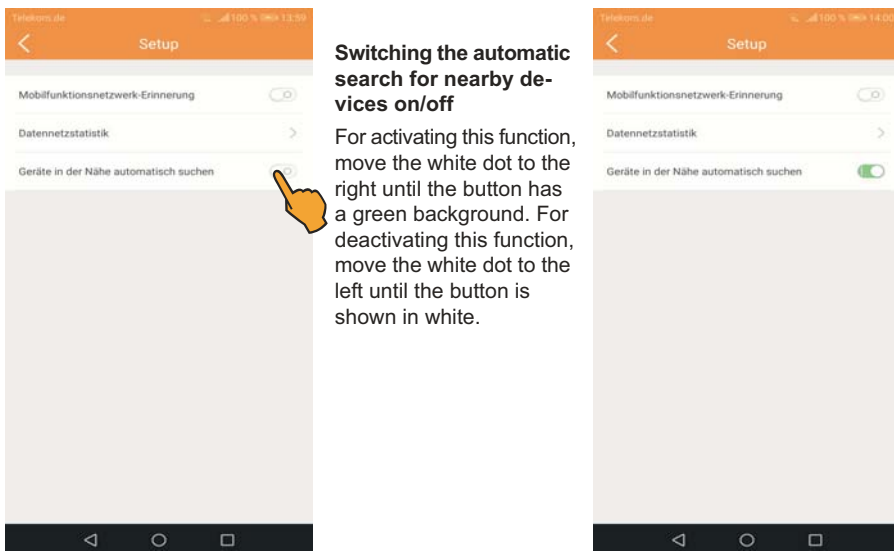 Telekom.de 100 % 13:59
Setup
Mobilfunktionsnetzwerk-Erinnerung
Datennetzstatistik
Geräte in der Nähe automatisch suchen
Switching the automatic
search for nearby de-
vices on/off
For activating this function,
move the white dot to the
right until the button has
a green background. For
deactivating this function,
move the white dot to the
left until the button is
shown in white.
Telekom.de 100 % 14:00
Setup
Mobilfunktionsnetzwerk-Erinnerung
Datennetzstatistik
Geräte in der Nähe automatisch suchen